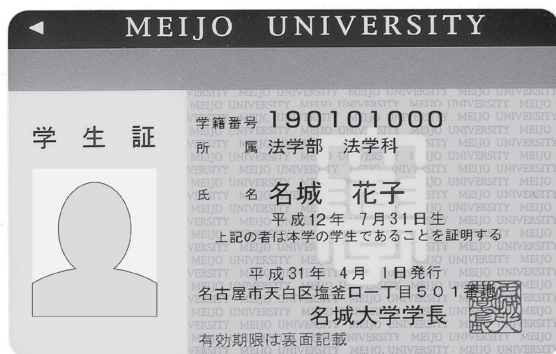 MEIJO UNIVERSITY
学生証
学籍番号 190101000
所属 法学部 法学科
氏名 名城 花子
平成12年 7月31日生
上記の者は本学の学生であることを証明する
平成31年 4月 1日発行
名古屋市天白区塩釜口一丁目501番地
名城大学学長
有効期限は裏面記載